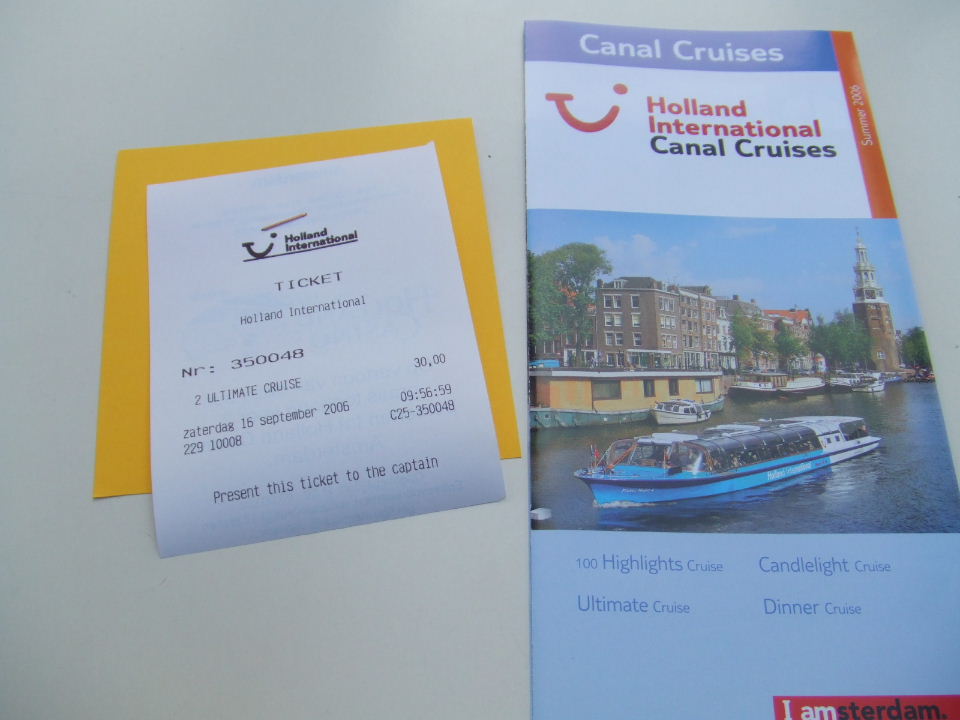 Holland
International
TICKET
Holland International
Nr: 350048
2 ULTIMATE CRUISE 30,00
zaterdag 16 september 2006 09:56:59
229 10008 C25-350048
Present this ticket to the captain
Canal Cruises
Summer 2006
Holland
International
Canal Cruises
Holland International
100 Highlights Cruise Candlelight Cruise
Ultimate Cruise Dinner Cruise
I amsterdam.